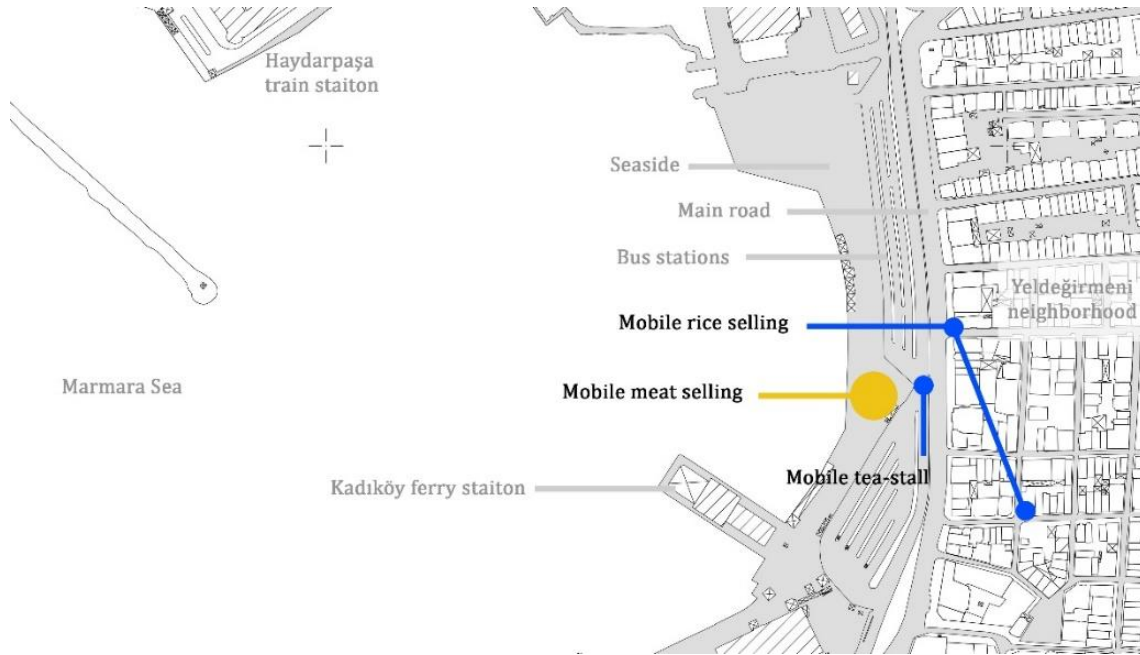 Haydarpaşa
train staiton
Seaside
Main road
Bus stations
Yeldeğirmeni
neighborhood
Mobile rice selling
Marmara Sea
Mobile meat selling
Mobile tea-stall
Kadıköy ferry staiton